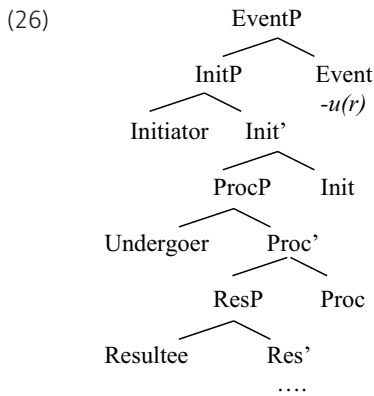 (26) EventP
InitP Event
-u(r)
Initiator Init’
ProcP Init
Undergoer Proc’
ResP Proc
Resultee Res’
....